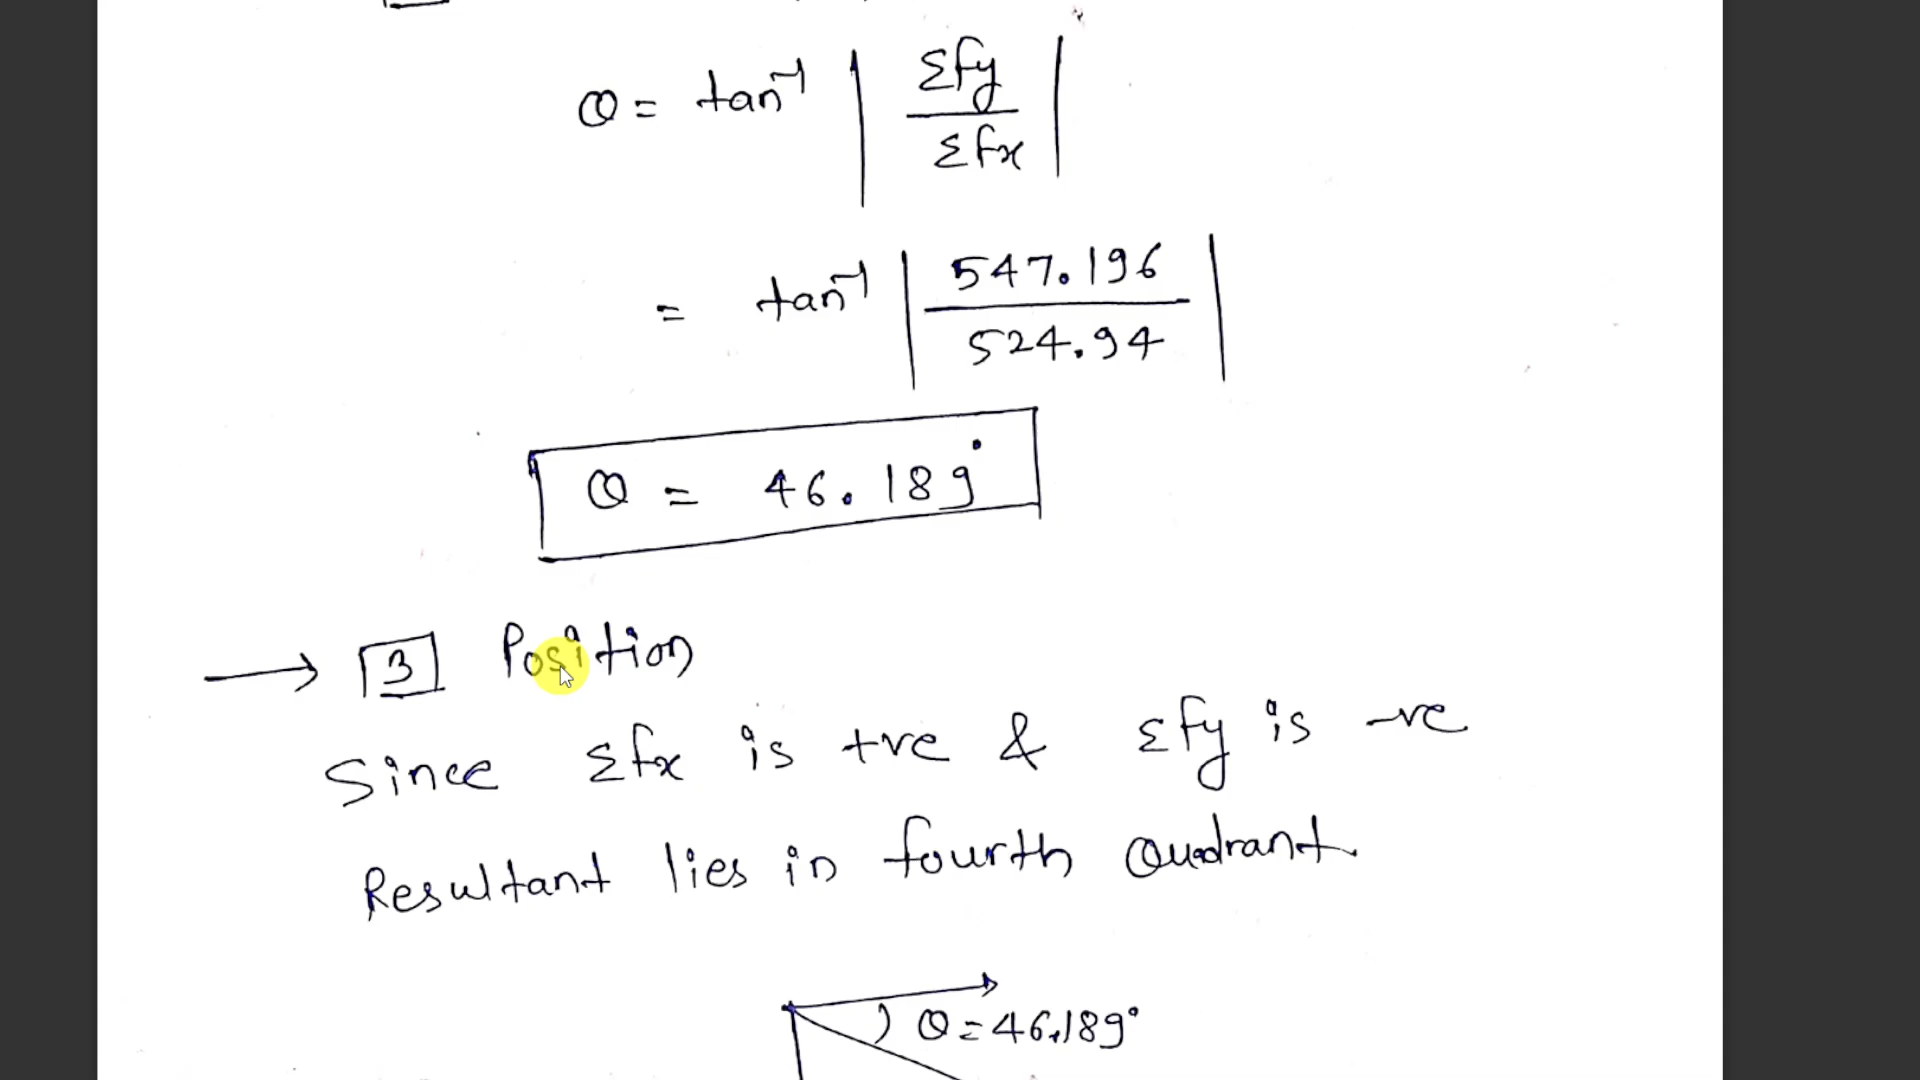 θ = tan⁻¹ | Σfy / Σfx |
= tan⁻¹ | 547.196 / 524.94 |
θ = 46.189°
→ 3 Position
Since Σfx is +ve & Σfy is -ve
Resultant lies in fourth Quadrant.
θ = 46.189°